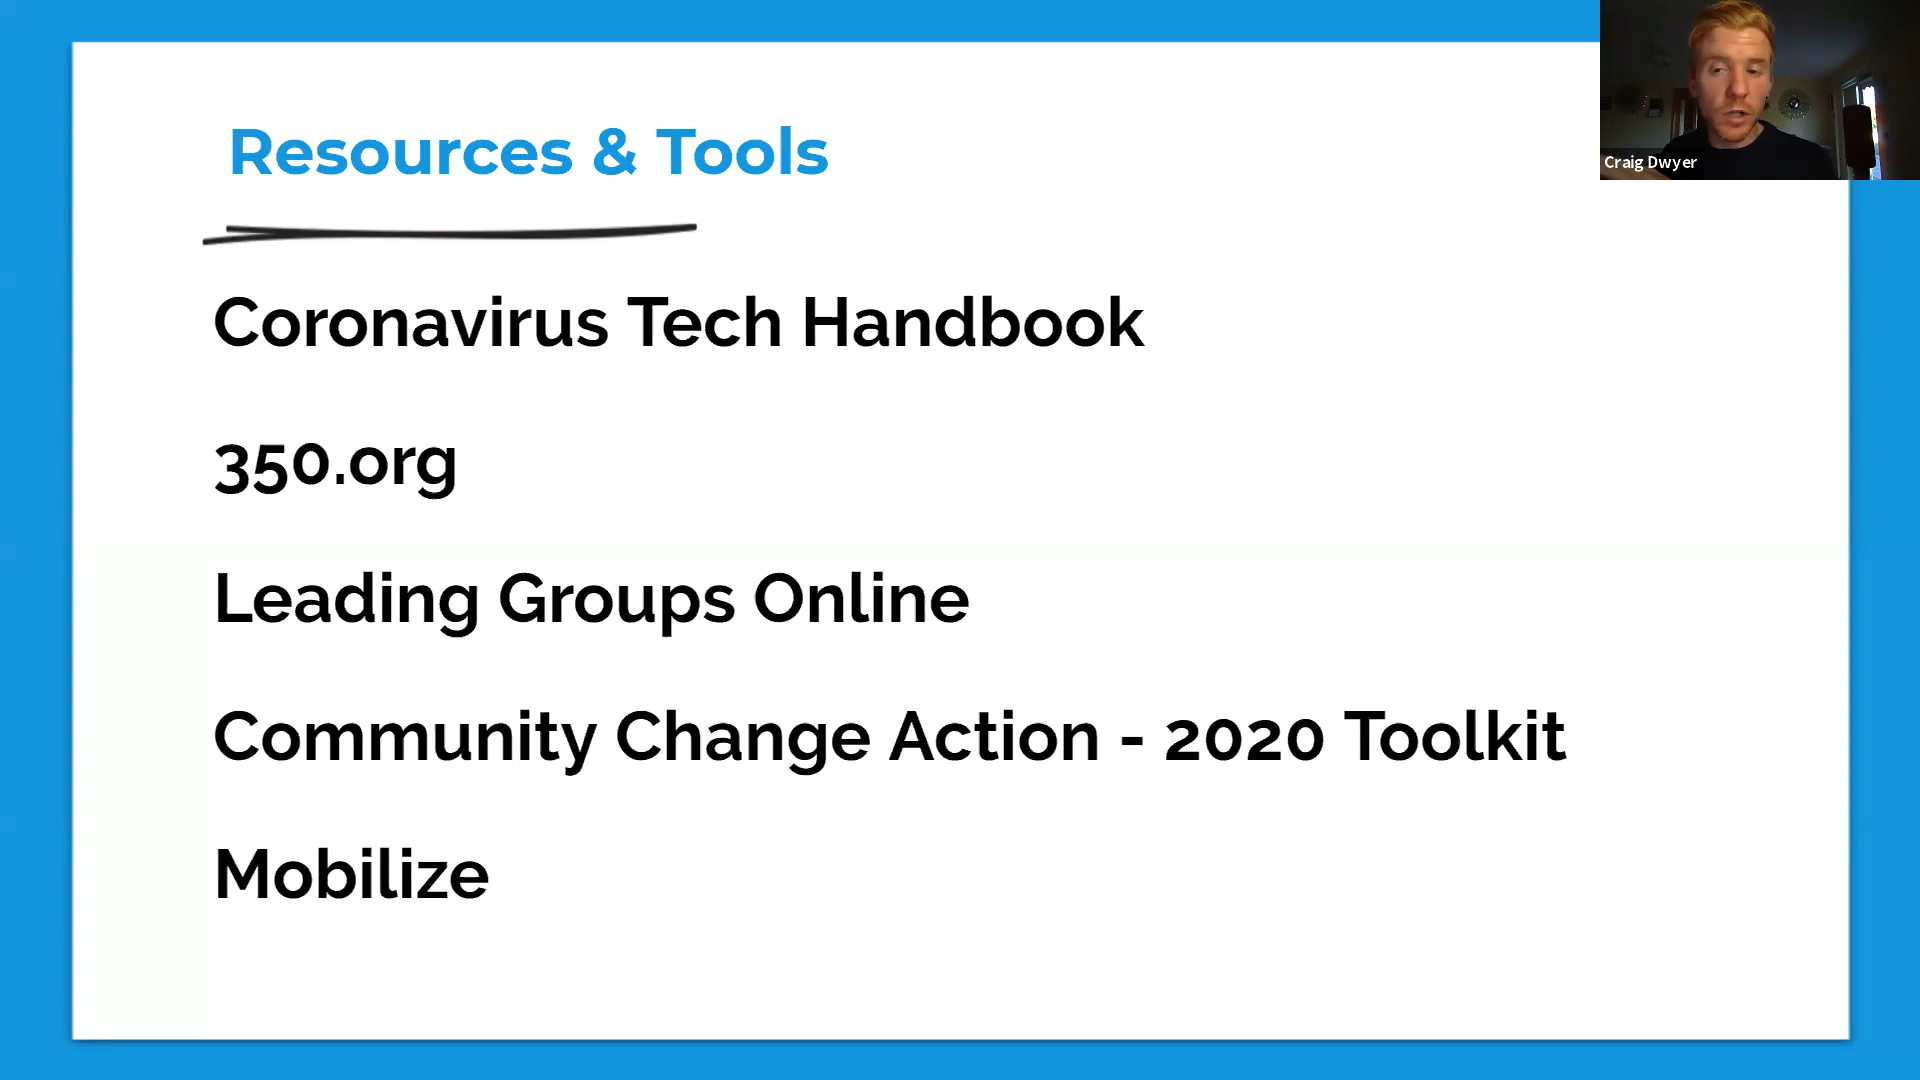 Resources & Tools
Craig Dwyer
Coronavirus Tech Handbook
350.org
Leading Groups Online
Community Change Action - 2020 Toolkit
Mobilize